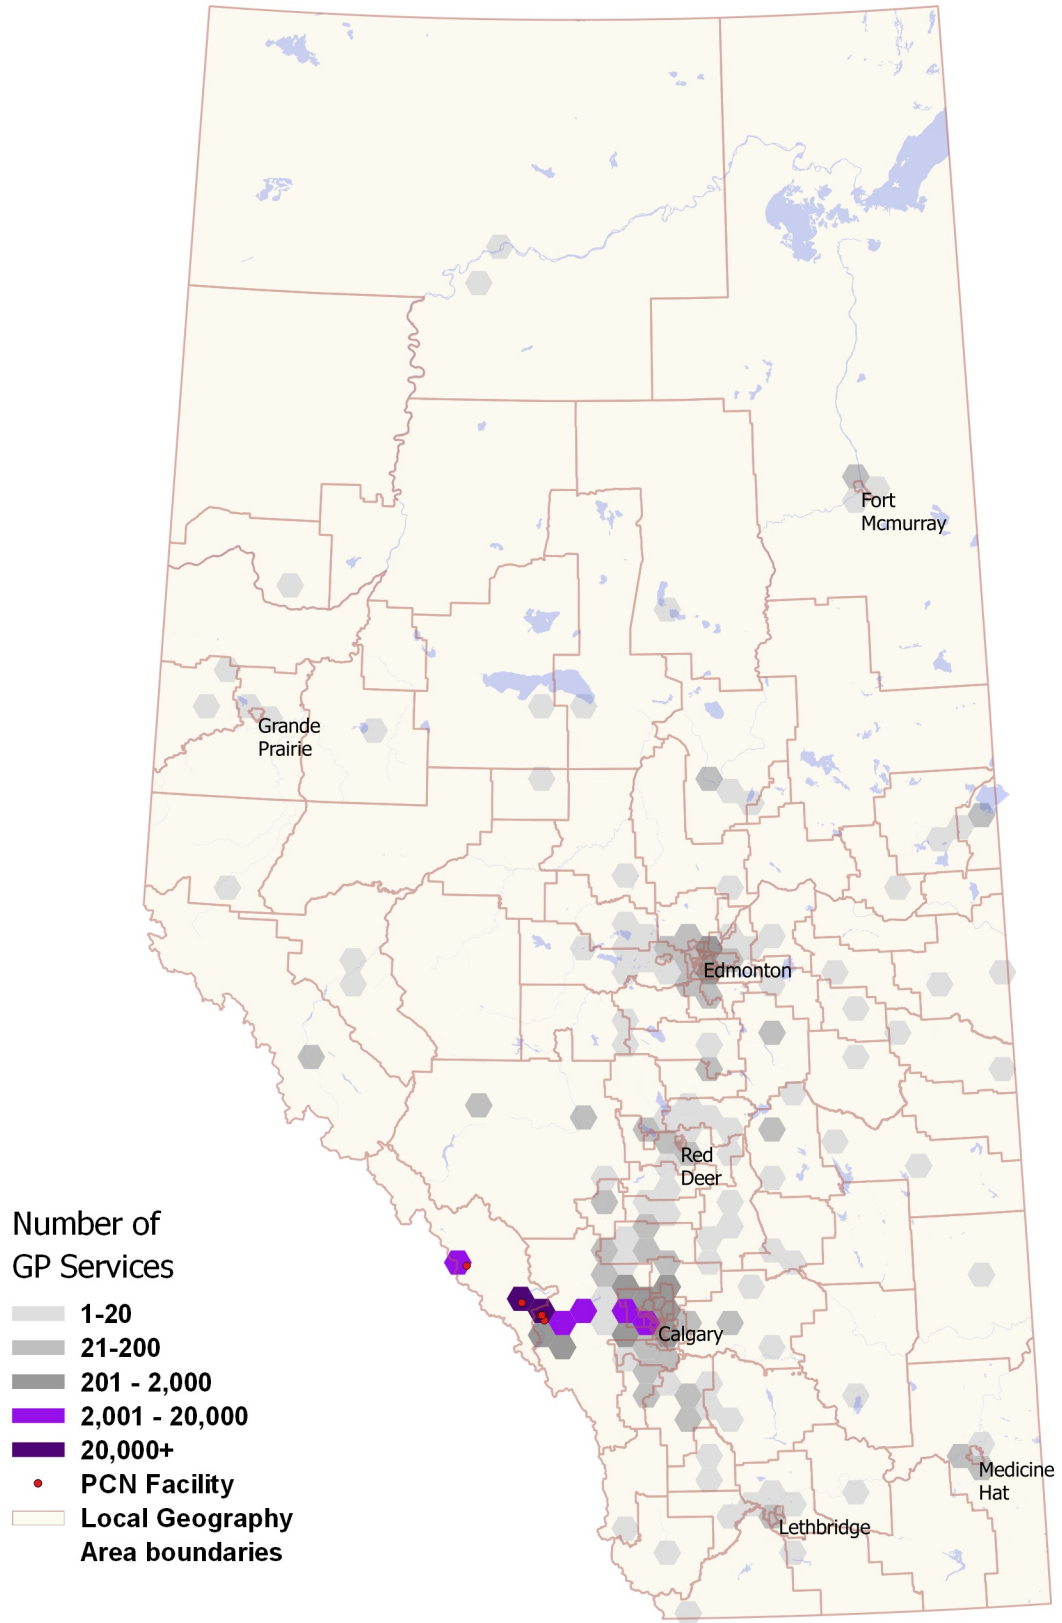 Fort
Mcmurray
Grande
Prairie
Edmonton
Red
Deer
Calgary
Medicine
Hat
Lethbridge
Number of
GP Services
1-20
21-200
201 - 2,000
2,001 - 20,000
20,000+
PCN Facility
Local Geography
Area boundaries